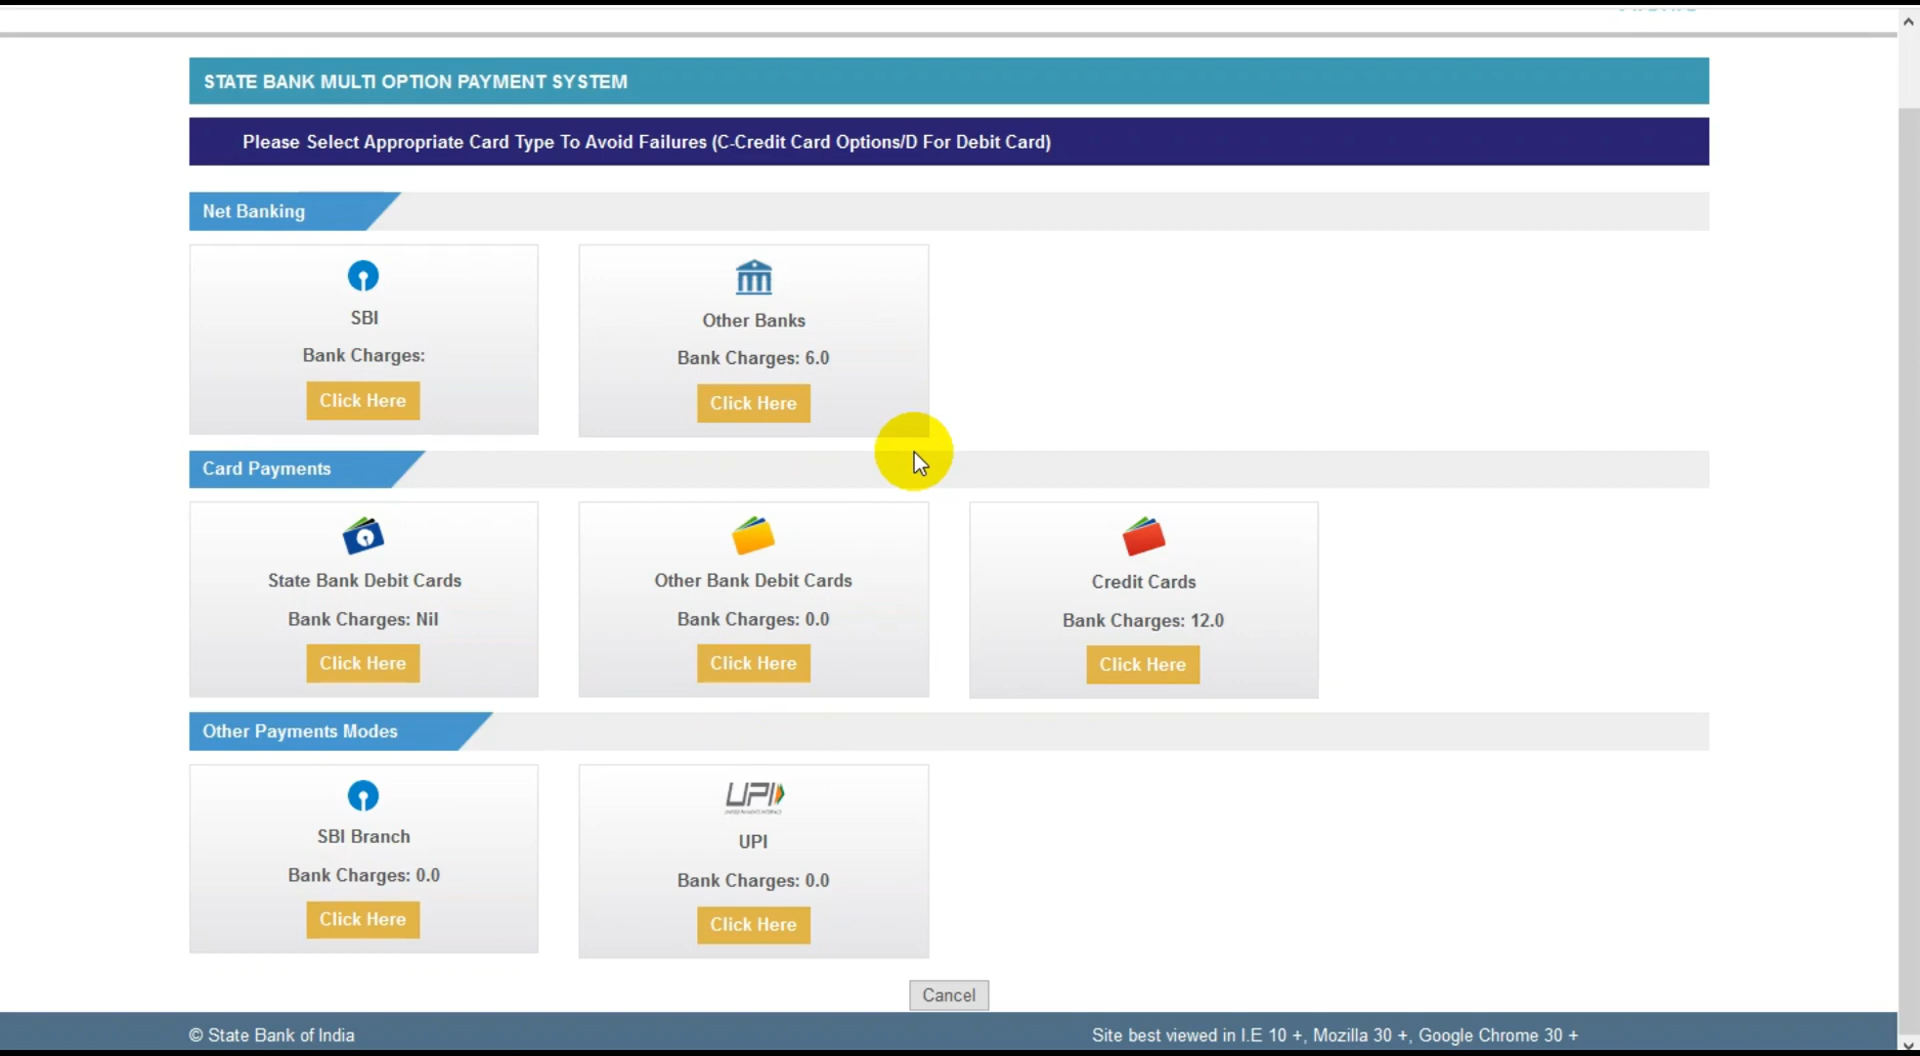 STATE BANK MULTI OPTION PAYMENT SYSTEM
Please Select Appropriate Card Type To Avoid Failures (C-Credit Card Options/D For Debit Card)
Net Banking
SBI
Bank Charges:
Click Here
Other Banks
Bank Charges: 6.0
Click Here
Card Payments
State Bank Debit Cards
Bank Charges: Nil
Click Here
Other Bank Debit Cards
Bank Charges: 0.0
Click Here
Credit Cards
Bank Charges: 12.0
Click Here
Other Payments Modes
SBI Branch
Bank Charges: 0.0
Click Here
UPI
UNIFIED PAYMENTS INTERFACE
UPI
Bank Charges: 0.0
Click Here
Cancel
© State Bank of India
Site best viewed in I.E 10 +, Mozilla 30 +, Google Chrome 30 +